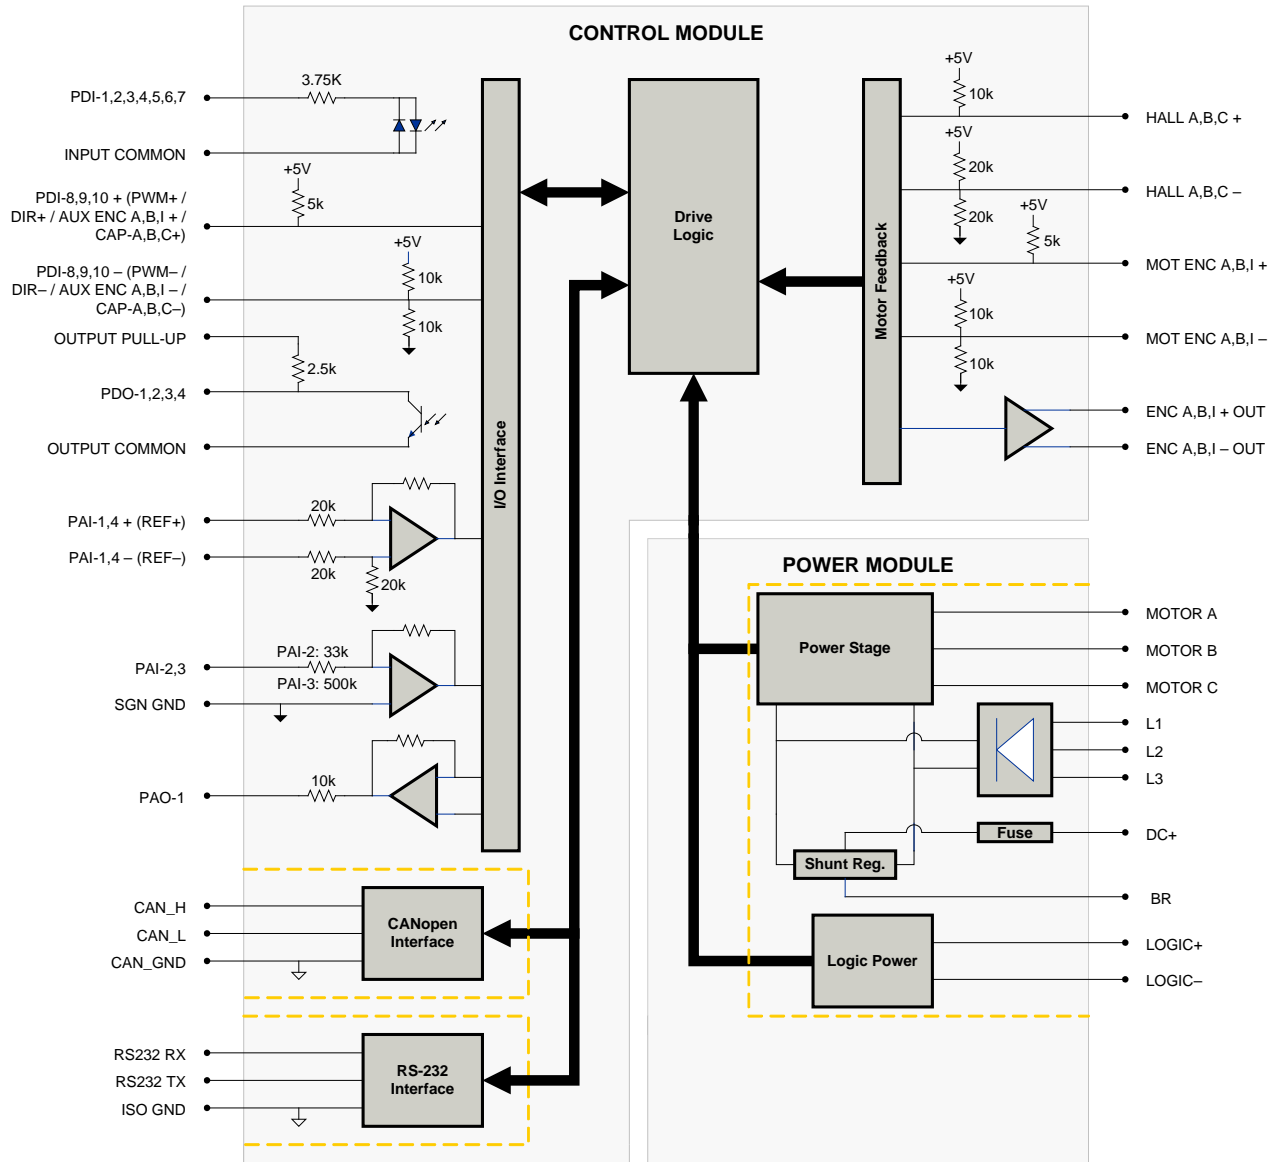 CONTROL MODULE
3.75K
PDI-1,2,3,4,5,6,7
INPUT COMMON
+5V
PDI-8,9,10 + (PWM+ /
DIR+ / AUX ENC A,B,I + /
CAP-A,B,C+)
5k
+5V
PDI-8,9,10 – (PWM– /
DIR– / AUX ENC A,B,I – /
CAP-A,B,C–)
10k
10k
OUTPUT PULL-UP
2.5k
PDO-1,2,3,4
OUTPUT COMMON
PAI-1,4 + (REF+)
20k
PAI-1,4 – (REF–)
20k
20k
PAI-2,3
PAI-2: 33k
PAI-3: 500k
SGN GND
PAO-1
10k
I/O Interface
Drive
Logic
Motor Feedback
+5V
10k
HALL A,B,C +
+5V
20k
HALL A,B,C –
20k
+5V
5k
MOT ENC A,B,I +
+5V
10k
MOT ENC A,B,I –
10k
ENC A,B,I + OUT
ENC A,B,I – OUT
CAN_H
CAN_L
CAN_GND
CANopen
Interface
RS232 RX
RS232 TX
ISO GND
RS-232
Interface
POWER MODULE
Power Stage
MOTOR A
MOTOR B
MOTOR C
L1
L2
L3
Fuse
DC+
Shunt Reg.
BR
Logic Power
LOGIC+
LOGIC–